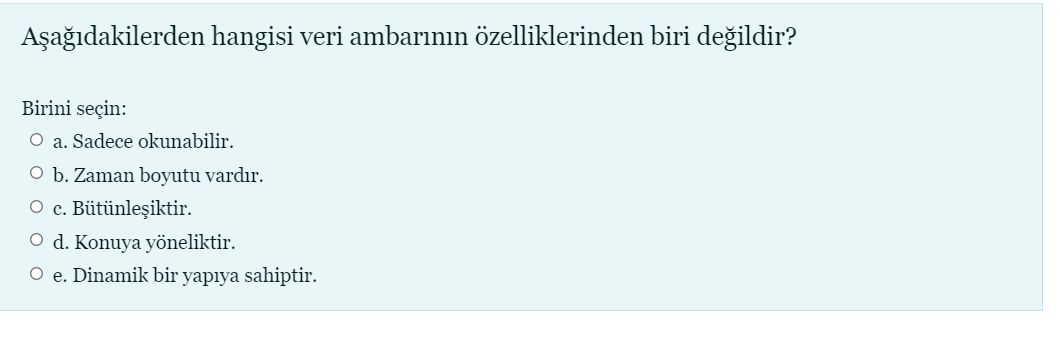 Aşağıdakilerden hangisi veri ambarının özelliklerinden biri değildir?
Birini seçin:
a. Sadece okunabilir.
b. Zaman boyutu vardır.
c. Bütünleşiktir.
d. Konuya yöneliktir.
e. Dinamik bir yapıya sahiptir.